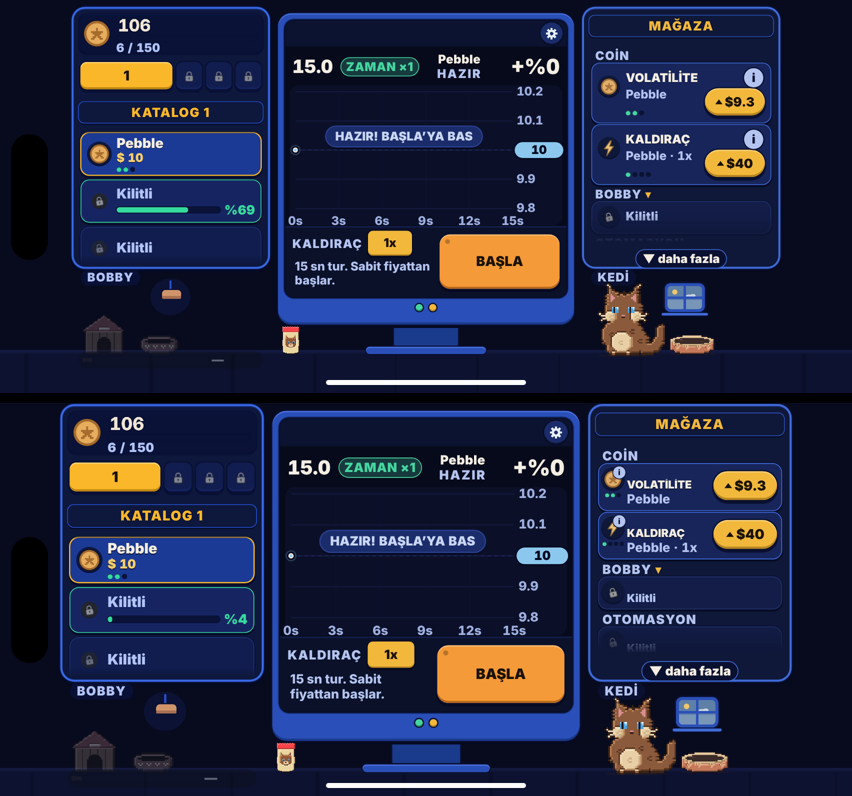 106
6 / 150
1
KATALOG 1
Pebble
$ 10
Kilitli
%69
Kilitli
BOBBY
15.0
ZAMAN ×1
Pebble
HAZIR
+%0
10.2
10.1
HAZIR! BAŞLA’YA BAS
10
9.9
9.8
0s 3s 6s 9s 12s 15s
KALDIRAÇ
1x
15 sn tur. Sabit fiyattan
başlar.
BAŞLA
MAĞAZA
COİN
VOLATİLİTE
i
Pebble
$9.3
KALDIRAÇ
i
Pebble · 1x
$40
BOBBY ▾
Kilitli
▼ daha fazla
KEDİ
106
6 / 150
1
KATALOG 1
Pebble
$ 10
Kilitli
%4
Kilitli
BOBBY
15.0
ZAMAN ×1
Pebble
HAZIR
+%0
10.2
10.1
HAZIR! BAŞLA’YA BAS
10
9.9
9.8
0s 3s 6s 9s 12s 15s
KALDIRAÇ
1x
15 sn tur. Sabit
fiyattan başlar.
BAŞLA
MAĞAZA
COİN
i
VOLATİLİTE
Pebble
$9.3
i
KALDIRAÇ
Pebble · 1x
$40
BOBBY ▾
Kilitli
OTOMASYON
Kilitli
▼ daha fazla
KEDİ